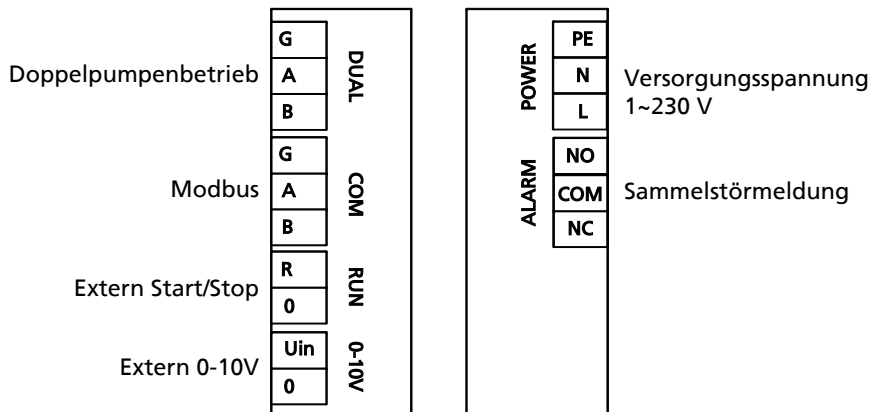 Doppelpumpenbetrieb
G
A
B
DUAL
Modbus
G
A
B
COM
Extern Start/Stop
R
0
RUN
Extern 0-10V
Uin
0
0-10V
POWER
PE
N
L
Versorgungsspannung
1~230 V
ALARM
NO
COM
NC
Sammelstörmeldung